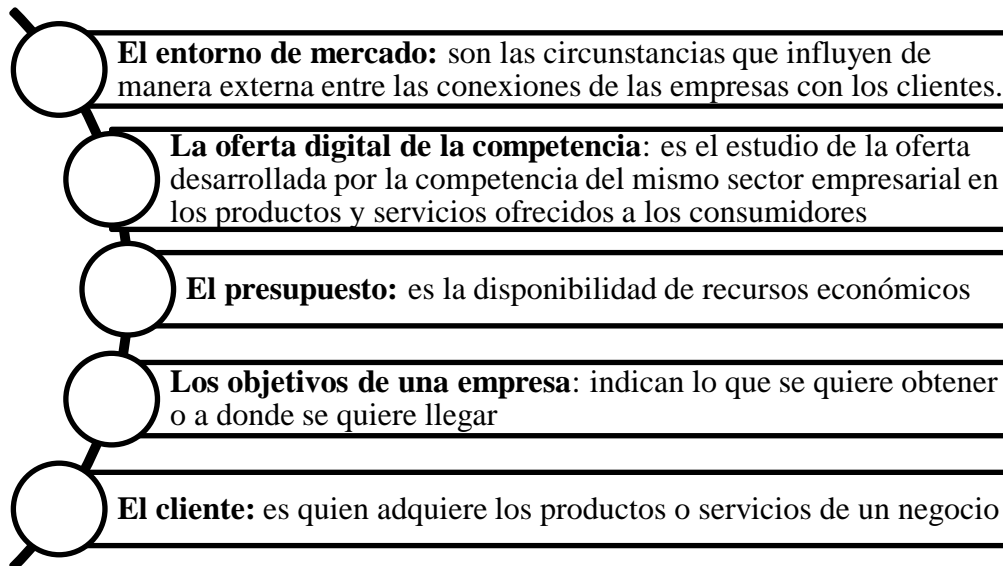 El entorno de mercado: son las circunstancias que influyen de
manera externa entre las conexiones de las empresas con los clientes.
La oferta digital de la competencia: es el estudio de la oferta
desarrollada por la competencia del mismo sector empresarial en
los productos y servicios ofrecidos a los consumidores
El presupuesto: es la disponibilidad de recursos económicos
Los objetivos de una empresa: indican lo que se quiere obtener
o a donde se quiere llegar
El cliente: es quien adquiere los productos o servicios de un negocio